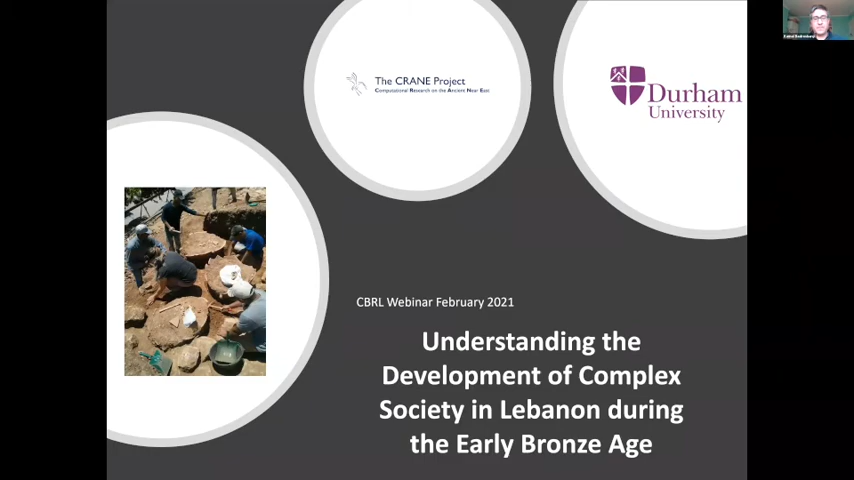 The CRANE Project
Computational Research on the Ancient Near East
Durham
University
CBRL Webinar February 2021
Understanding the
Development of Complex
Society in Lebanon during
the Early Bronze Age